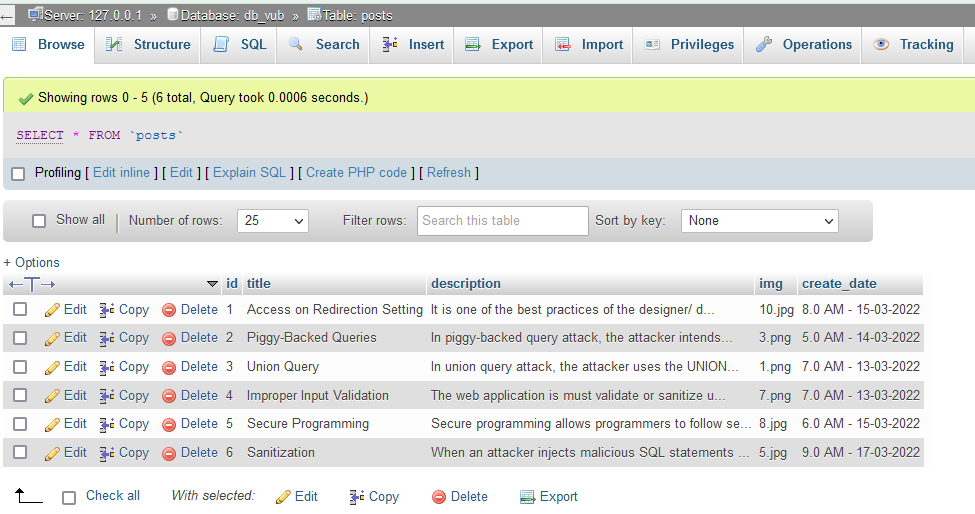 Server: 127.0.0.1 » Database: db_vub » Table: posts
Browse Structure SQL Search Insert Export Import Privileges Operations Tracking
Showing rows 0 - 5 (6 total, Query took 0.0006 seconds.)
SELECT * FROM `posts`
Profiling [ Edit inline ] [ Edit ] [ Explain SQL ] [ Create PHP code ] [ Refresh ]
Show all Number of rows: 25 Filter rows: Search this table Sort by key: None
+ Options
←T→ id title description img create_date
Edit Copy Delete 1 Access on Redirection Setting It is one of the best practices of the designer/ d... 10.jpg 8.0 AM - 15-03-2022
Edit Copy Delete 2 Piggy-Backed Queries In piggy-backed query attack, the attacker intends... 3.png 5.0 AM - 14-03-2022
Edit Copy Delete 3 Union Query In union query attack, the attacker uses the UNION... 1.png 7.0 AM - 13-03-2022
Edit Copy Delete 4 Improper Input Validation The web application is must validate or sanitize u... 7.png 7.0 AM - 13-03-2022
Edit Copy Delete 5 Secure Programming Secure programming allows programmers to follow se... 8.jpg 6.0 AM - 15-03-2022
Edit Copy Delete 6 Sanitization When an attacker injects malicious SQL statements ... 5.jpg 9.0 AM - 17-03-2022
Check all With selected: Edit Copy Delete Export